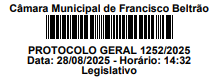 Câmara Municipal de Francisco Beltrão
PROTOCOLO GERAL 1252/2025
Data: 28/08/2025 - Horário: 14:32
Legislativo